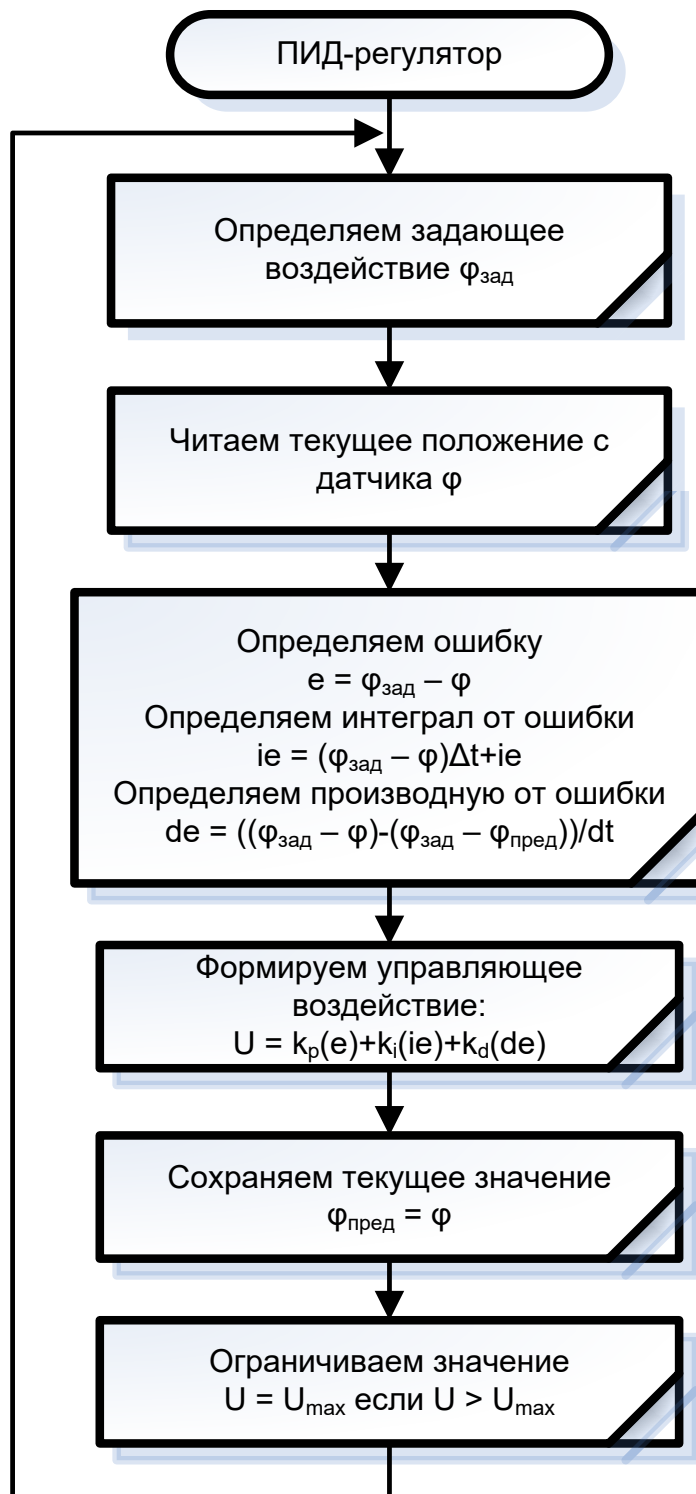 ПИД-регулятор
Определяем задающее
воздействие φзад
Читаем текущее положение с
датчика φ
Определяем ошибку
e = φзад – φ
Определяем интеграл от ошибки
ie = (φзад – φ)Δt+ie
Определяем производную от ошибки
de = ((φзад – φ)-(φзад – φпред))/dt
Формируем управляющее
воздействие:
U = kp(e)+ki(ie)+kd(de)
Сохраняем текущее значение
φпред = φ
Ограничиваем значение
U = Umax если U > Umax